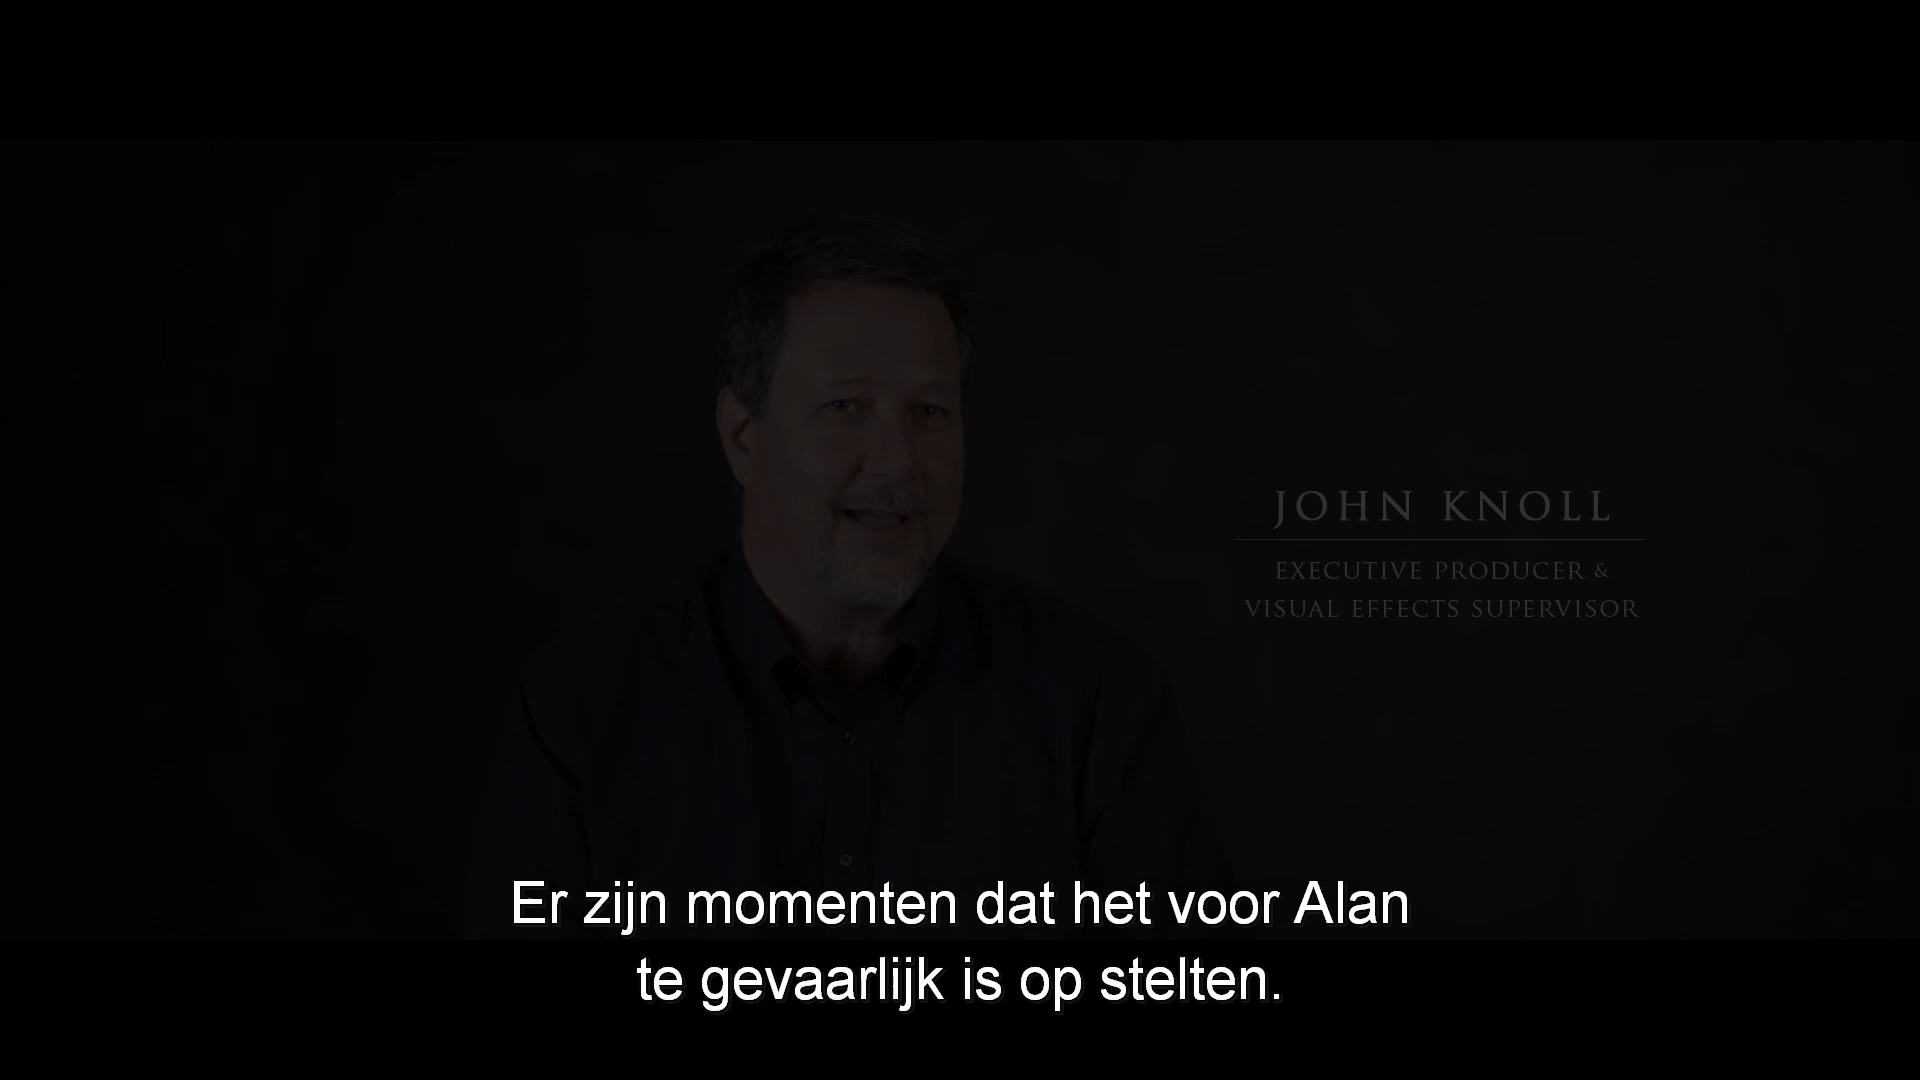 JOHN KNOLL
EXECUTIVE PRODUCER &
VISUAL EFFECTS SUPERVISOR
Er zijn momenten dat het voor Alan
te gevaarlijk is op stelten.